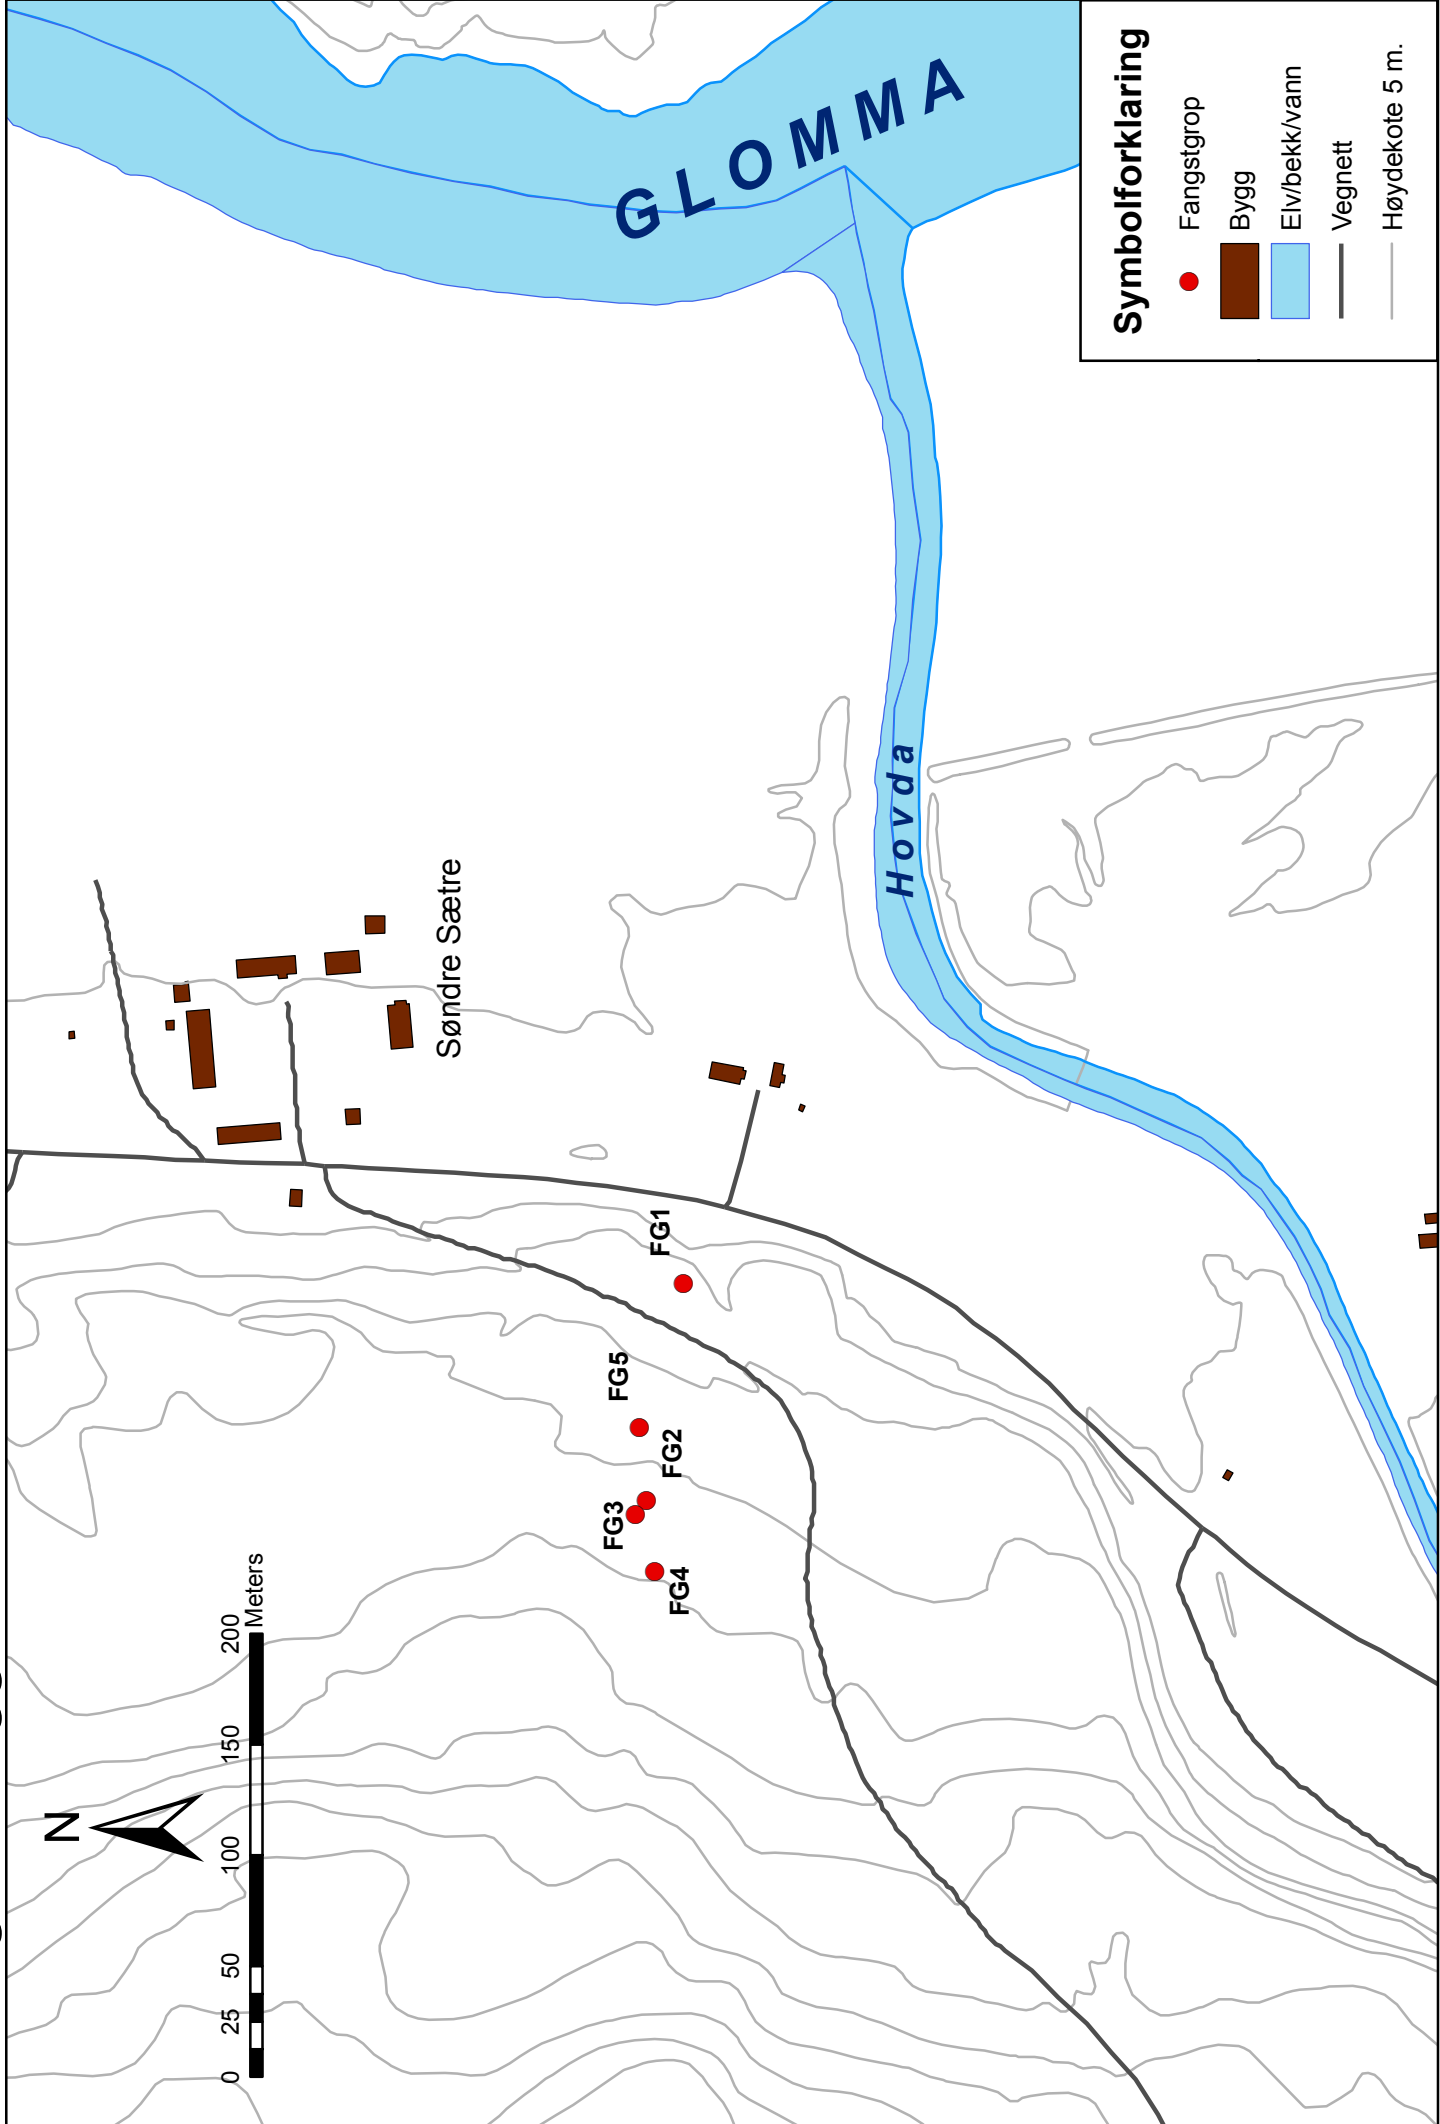 N
0 25 50 100 150 200
Meters
Søndre Sætre
FG4
FG3
FG2
FG5
FG1
Hovda
GLOMMA
Symbolforklaring
Fangstgrop
Bygg
Elv/bekk/vann
Vegnett
Høydekote 5 m.